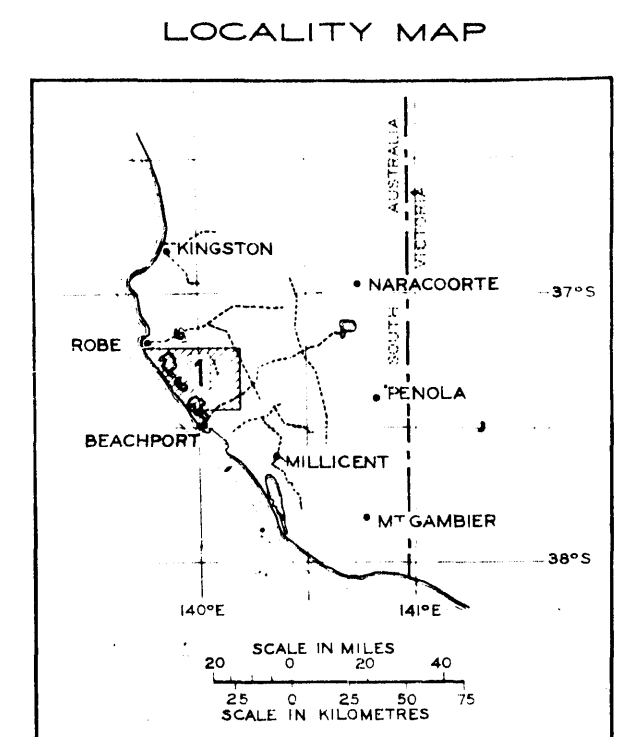 LOCALITY MAP
AUSTRALIA
VICTORIA
KINGSTON
NARACOORTE
37°S
SOUTH
ROBE
1
PENOLA
BEACHPORT
MILLICENT
MT GAMBIER
38°S
140°E
141°E
SCALE IN MILES
20 0 20 40
25 0 25 50 75
SCALE IN KILOMETRES